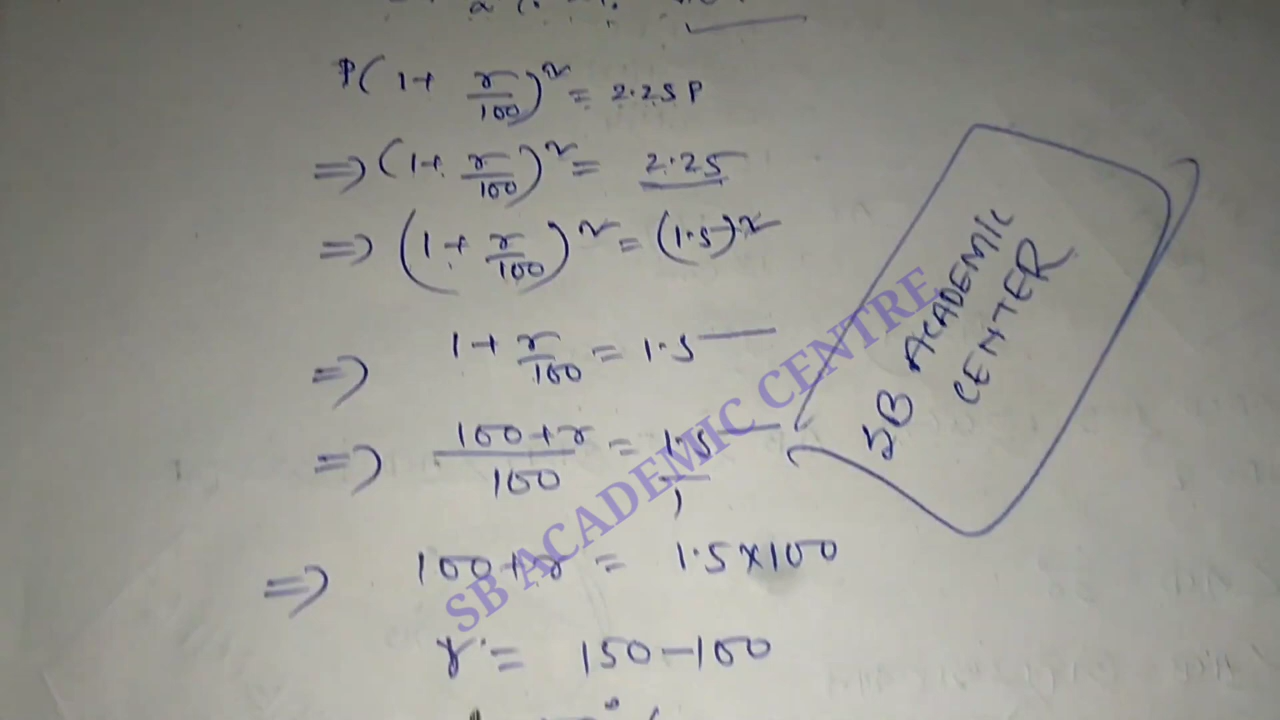 P(1+ r/100)² = 2.25P
⇒ (1+ r/100)² = 2.25
⇒ (1+ r/100)² = (1.5)²
⇒ 1+ r/100 = 1.5
⇒ 100+r/100 = 1.5/1
⇒ 100+r = 1.5×100
r = 150-100
SB ACADEMIC
CENTER
SB ACADEMIC CENTRE